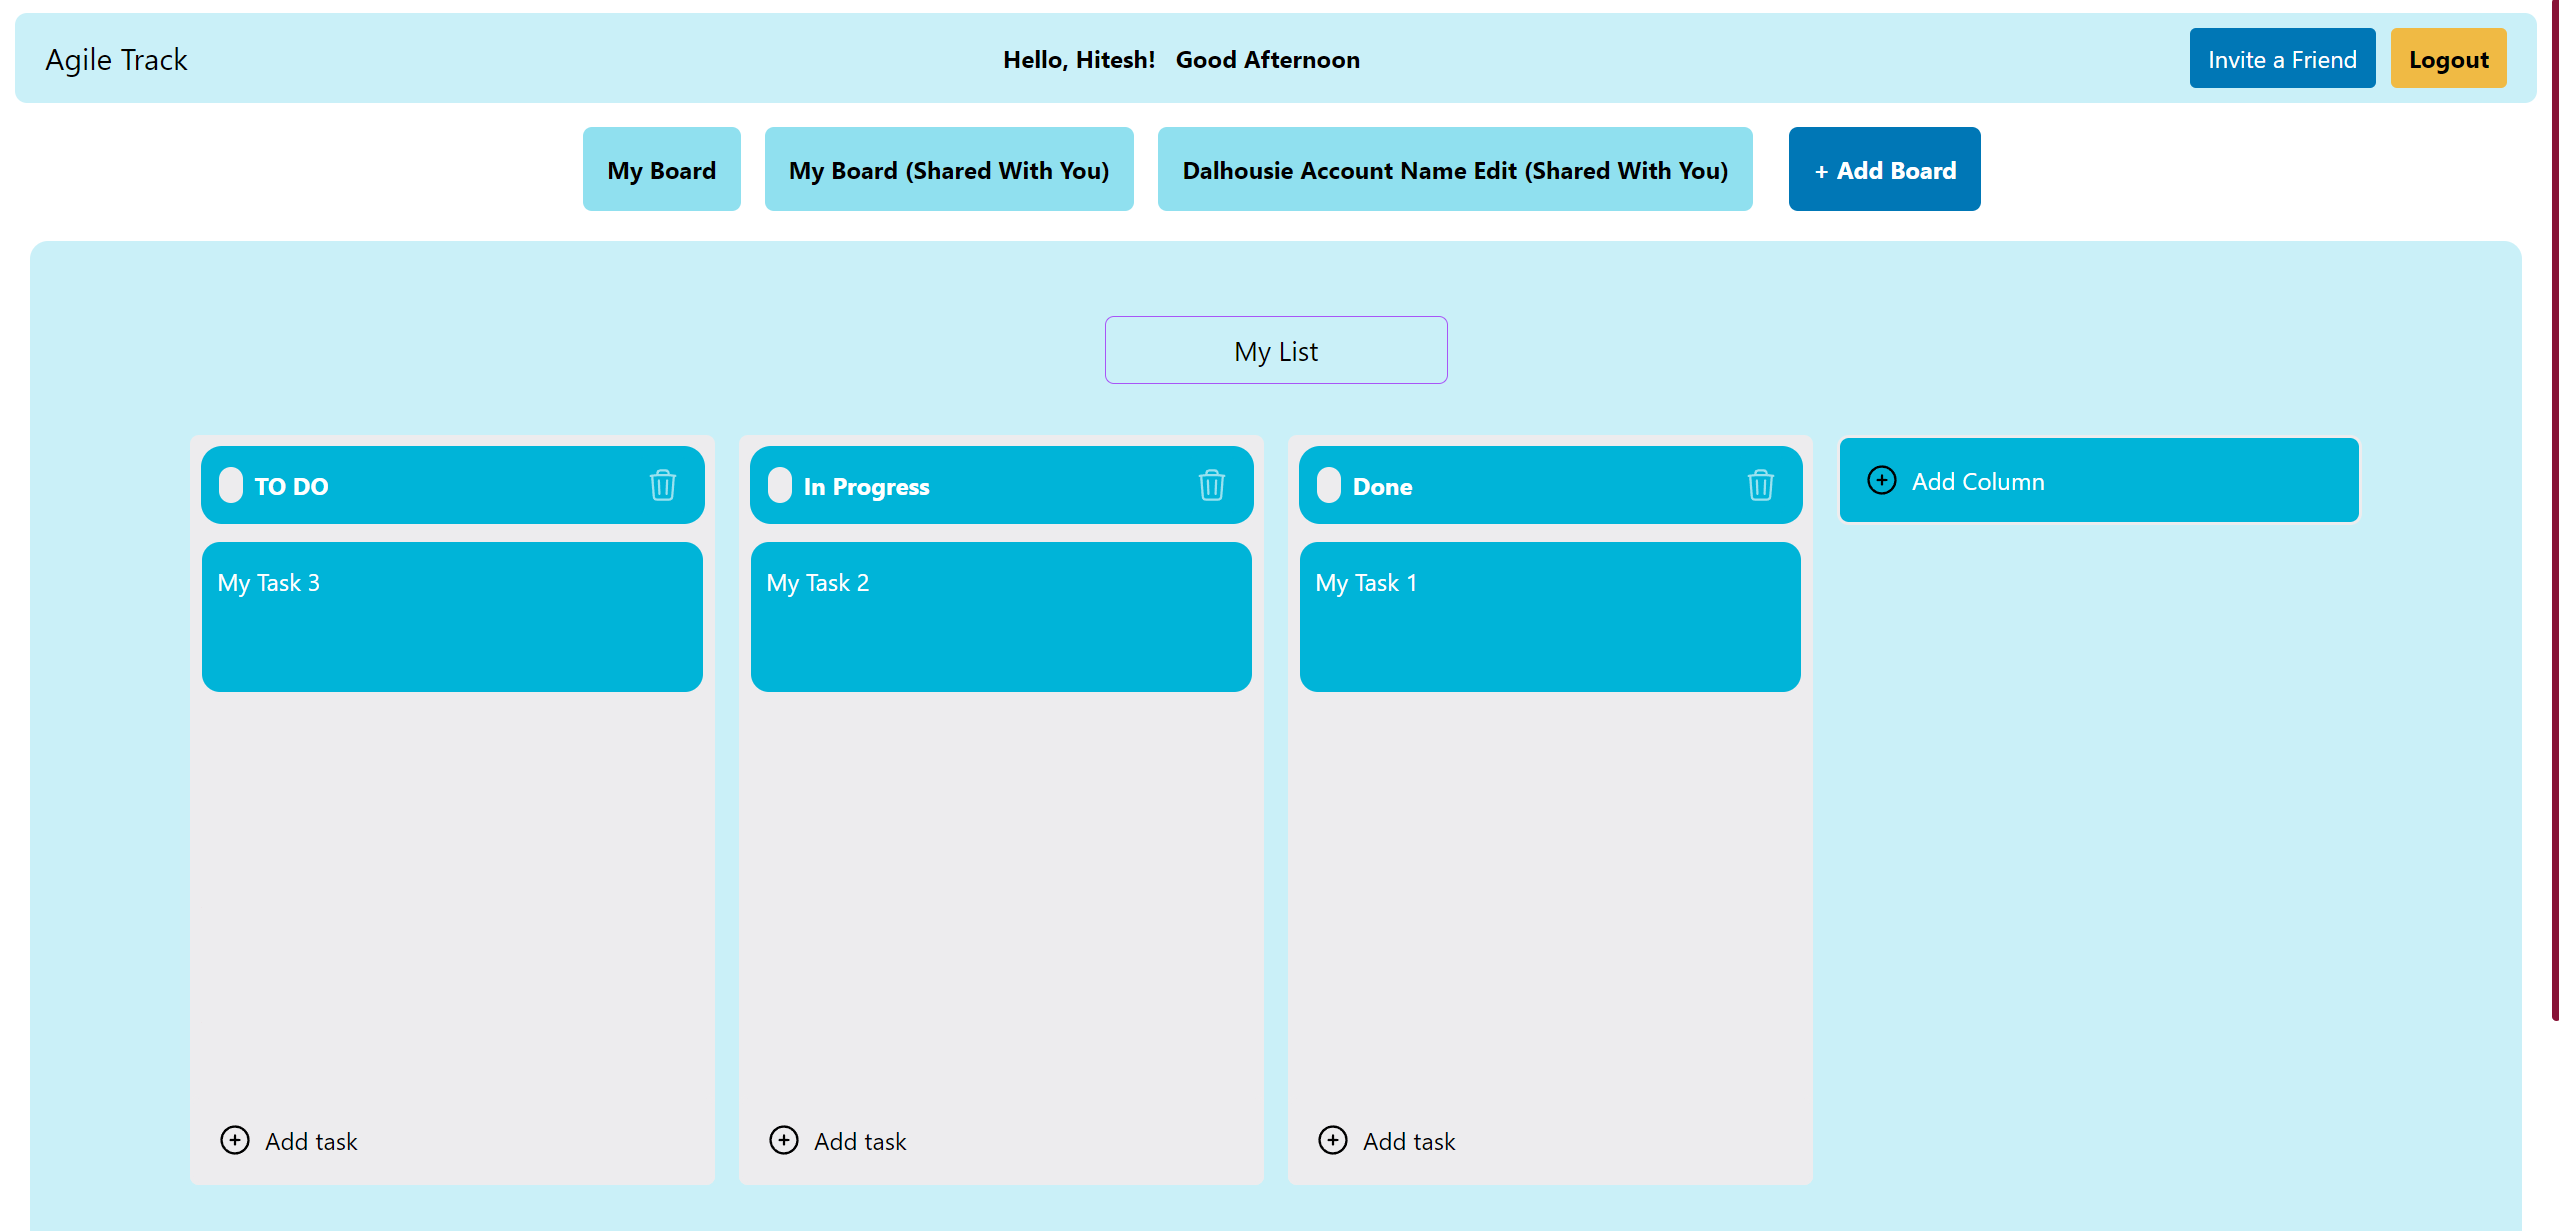 Agile Track
Hello, Hitesh! Good Afternoon
Invite a Friend
Logout
My Board
My Board (Shared With You)
Dalhousie Account Name Edit (Shared With You)
+ Add Board
My List
TO DO
In Progress
Done
Add Column
My Task 3
My Task 2
My Task 1
Add task
Add task
Add task